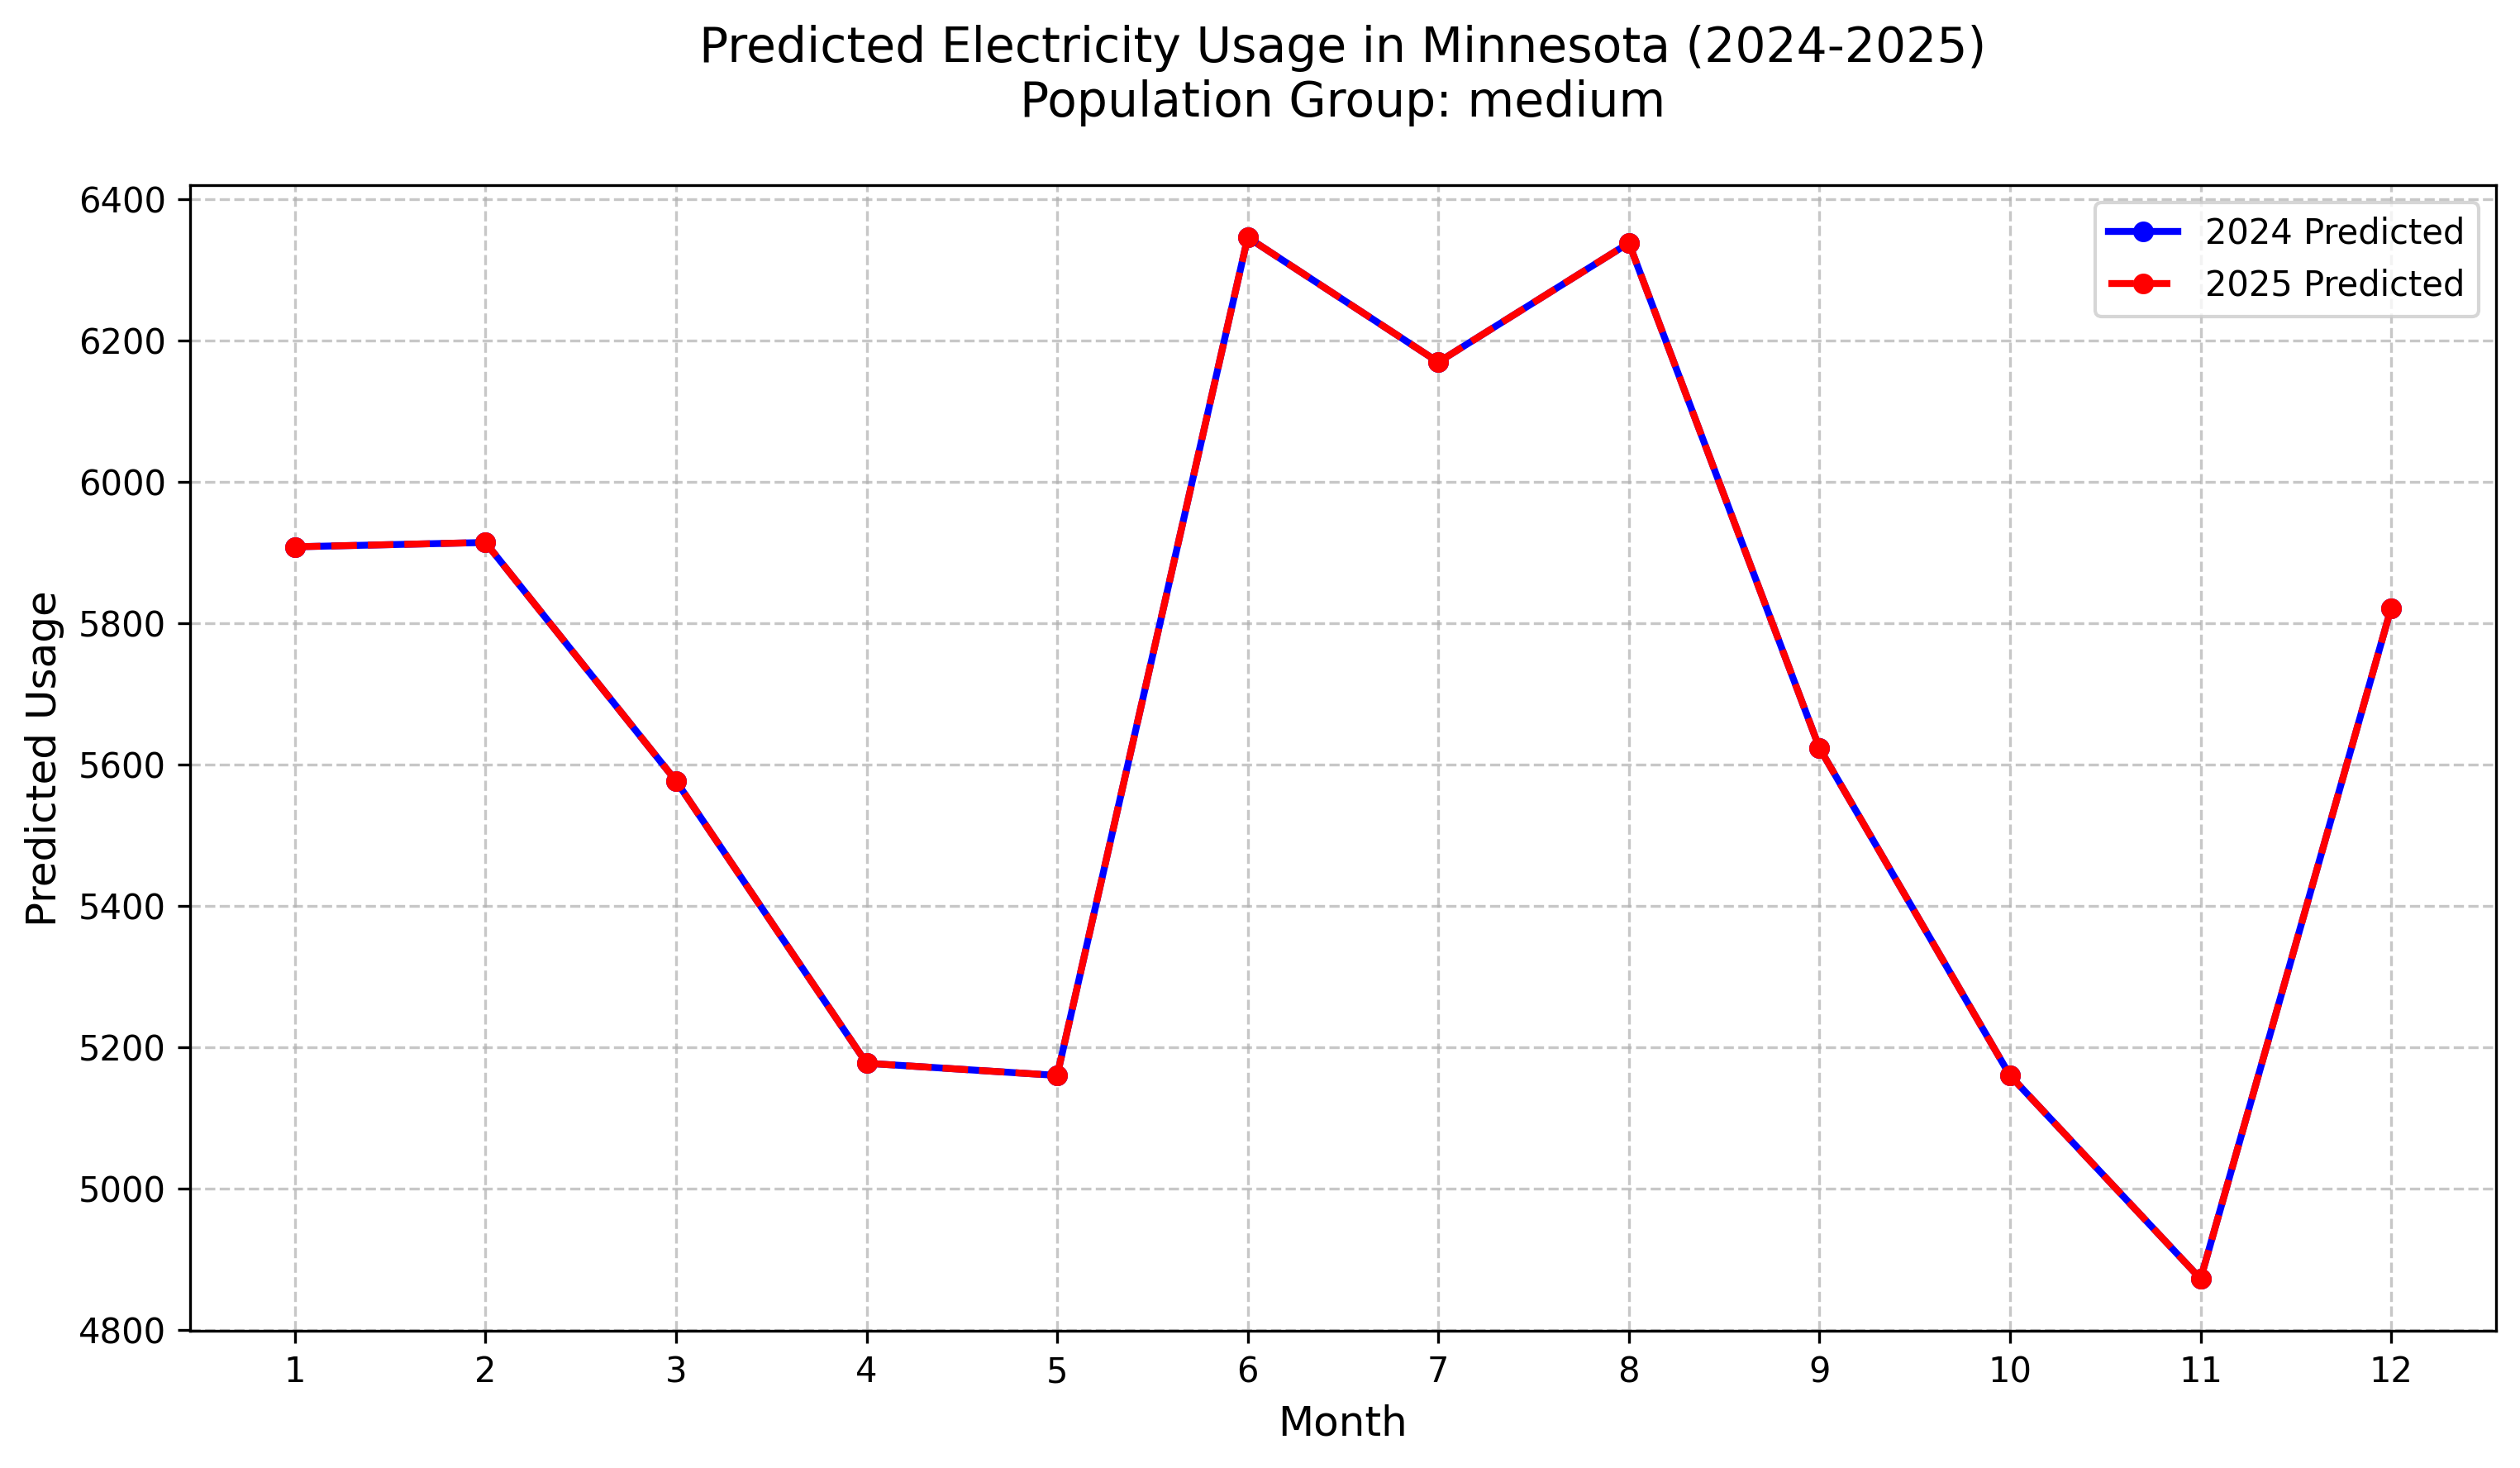 Predicted Electricity Usage in Minnesota (2024-2025)
Population Group: medium
6400
6200
6000
5800
5600
5400
5200
5000
4800
Predicted Usage
2024 Predicted
2025 Predicted
1 2 3 4 5 6 7 8 9 10 11 12
Month